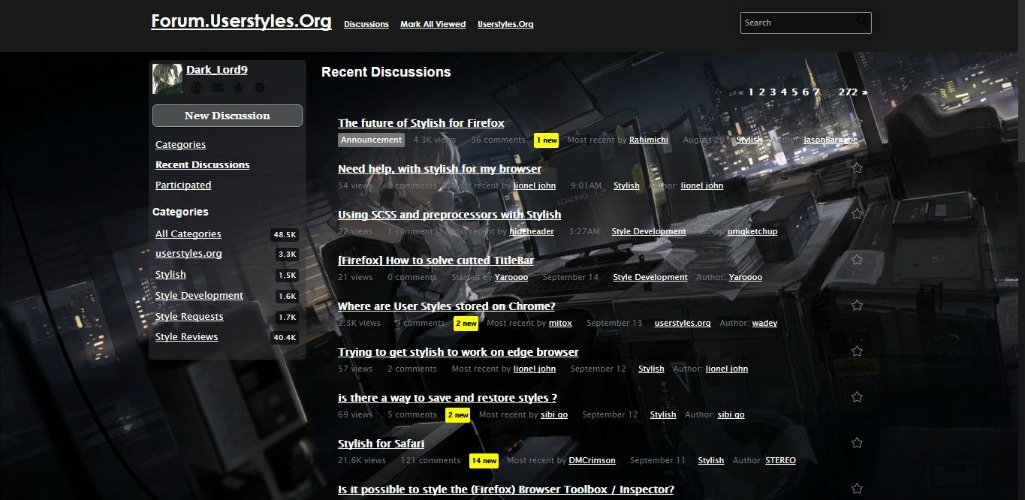 Forum.Userstyles.Org Discussions Mark All Viewed Userstyles.Org Search
Dark_Lord9
New Discussion
Categories
Recent Discussions
Participated
Categories
All Categories 48.5K
userstyles.org 3.3K
Stylish 1.5K
Style Development 1.6K
Style Requests 1.7K
Style Reviews 40.4K
Recent Discussions
« 1 2 3 4 5 6 7 272 »
The future of Stylish for Firefox
Announcement 4.3K views 36 comments 1 new Most recent by Rahimichi August 29 Stylish Author: JasonBarnabe
Need help, with stylish for my browser
54 views comments Most recent by lionel john 9:01AM Stylish Author: lionel john
Using SCSS and preprocessors with Stylish
22 views 1 comment Most recent by hideheader 3:27AM Style Development Author: omgketchup
[Firefox] How to solve cutted TitleBar
21 views 0 comments Started by Yaroooo September 14 Style Development Author: Yaroooo
Where are User Styles stored on Chrome?
2.3K views 9 comments 2 new Most recent by mitox September 13 userstyles.org Author: wadey
Trying to get stylish to work on edge browser
57 views 2 comments Most recent by lionel john September 12 Stylish Author: lionel john
is there a way to save and restore styles ?
69 views 5 comments 2 new Most recent by sibi go September 12 Stylish Author: sibi go
Stylish for Safari
21.6K views 121 comments 14 new Most recent by DMCrimson September 11 Stylish Author: STEREO
Is it possible to style the (Firefox) Browser Toolbox / Inspector?